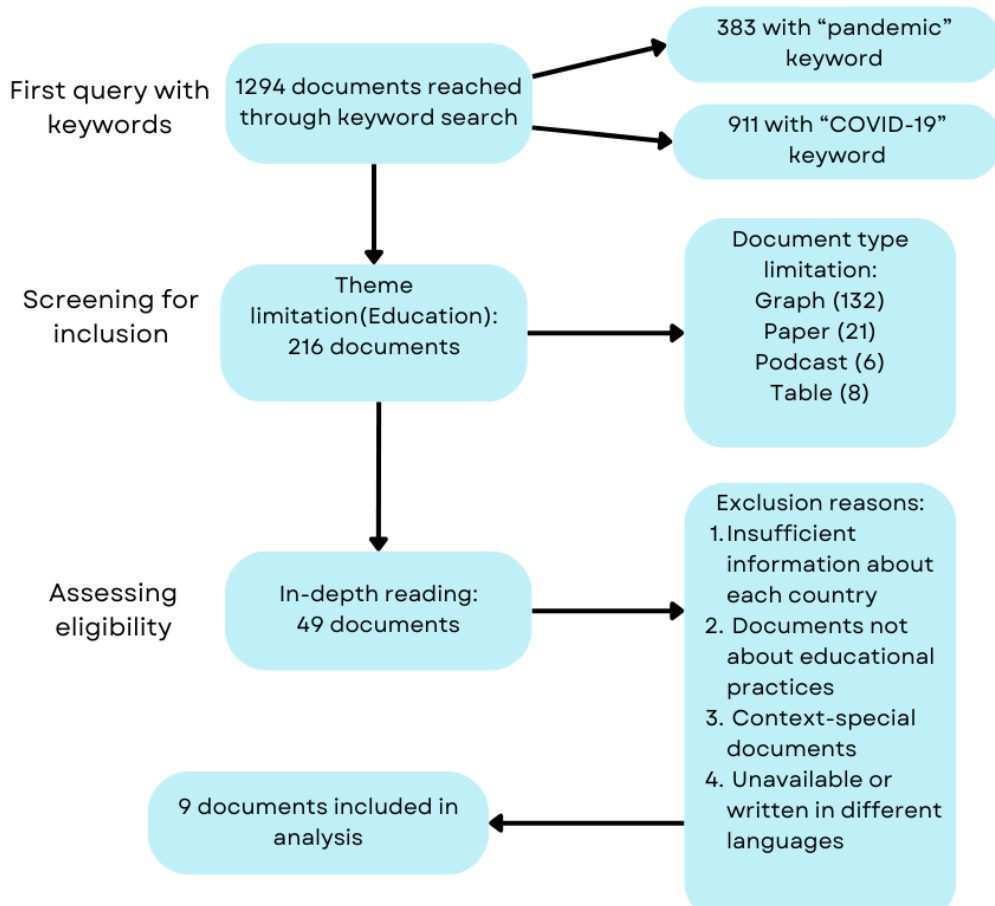 First query with
keywords
1294 documents reached
through keyword search
383 with “pandemic”
keyword
911 with “COVID-19”
keyword
Screening for
inclusion
Theme
limitation(Education):
216 documents
Document type
limitation:
Graph (132)
Paper (21)
Podcast (6)
Table (8)
Assessing
eligibility
In-depth reading:
49 documents
Exclusion reasons:
1. Insufficient
information about
each country
2. Documents not
about educational
practices
3. Context-special
documents
4. Unavailable or
written in different
languages
9 documents included in
analysis